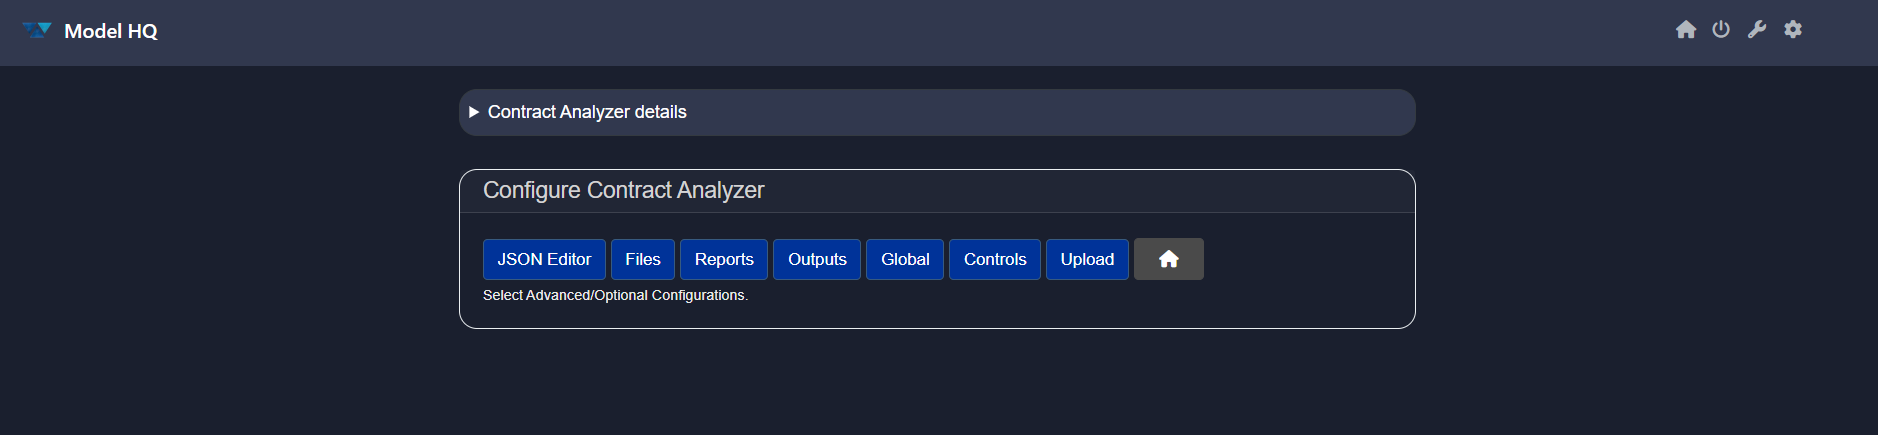 Model HQ
Contract Analyzer details
Configure Contract Analyzer
JSON Editor Files Reports Outputs Global Controls Upload
Select Advanced/Optional Configurations.